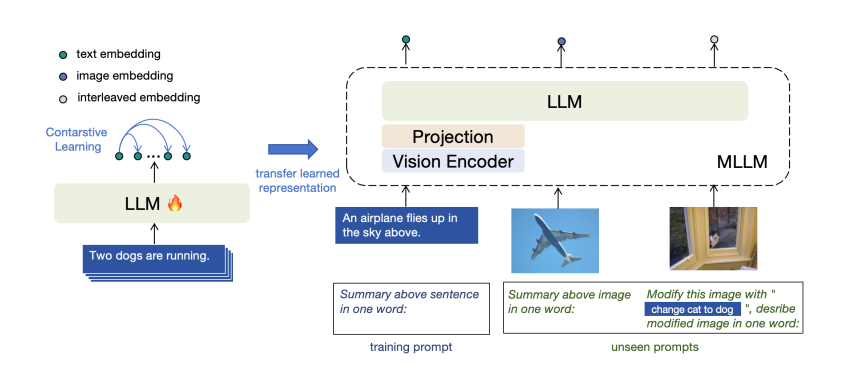 text embedding
image embedding
interleaved embedding
Contarstive
Learning
...
LLM
Two dogs are running.
transfer learned
representation
LLM
Projection
Vision Encoder
MLLM
An airplane flies up in
the sky above.
Summary above sentence
in one word:
training prompt
Summary above image
in one word:
Modify this image with "
change cat to dog ", desribe
modified image in one word:
unseen prompts